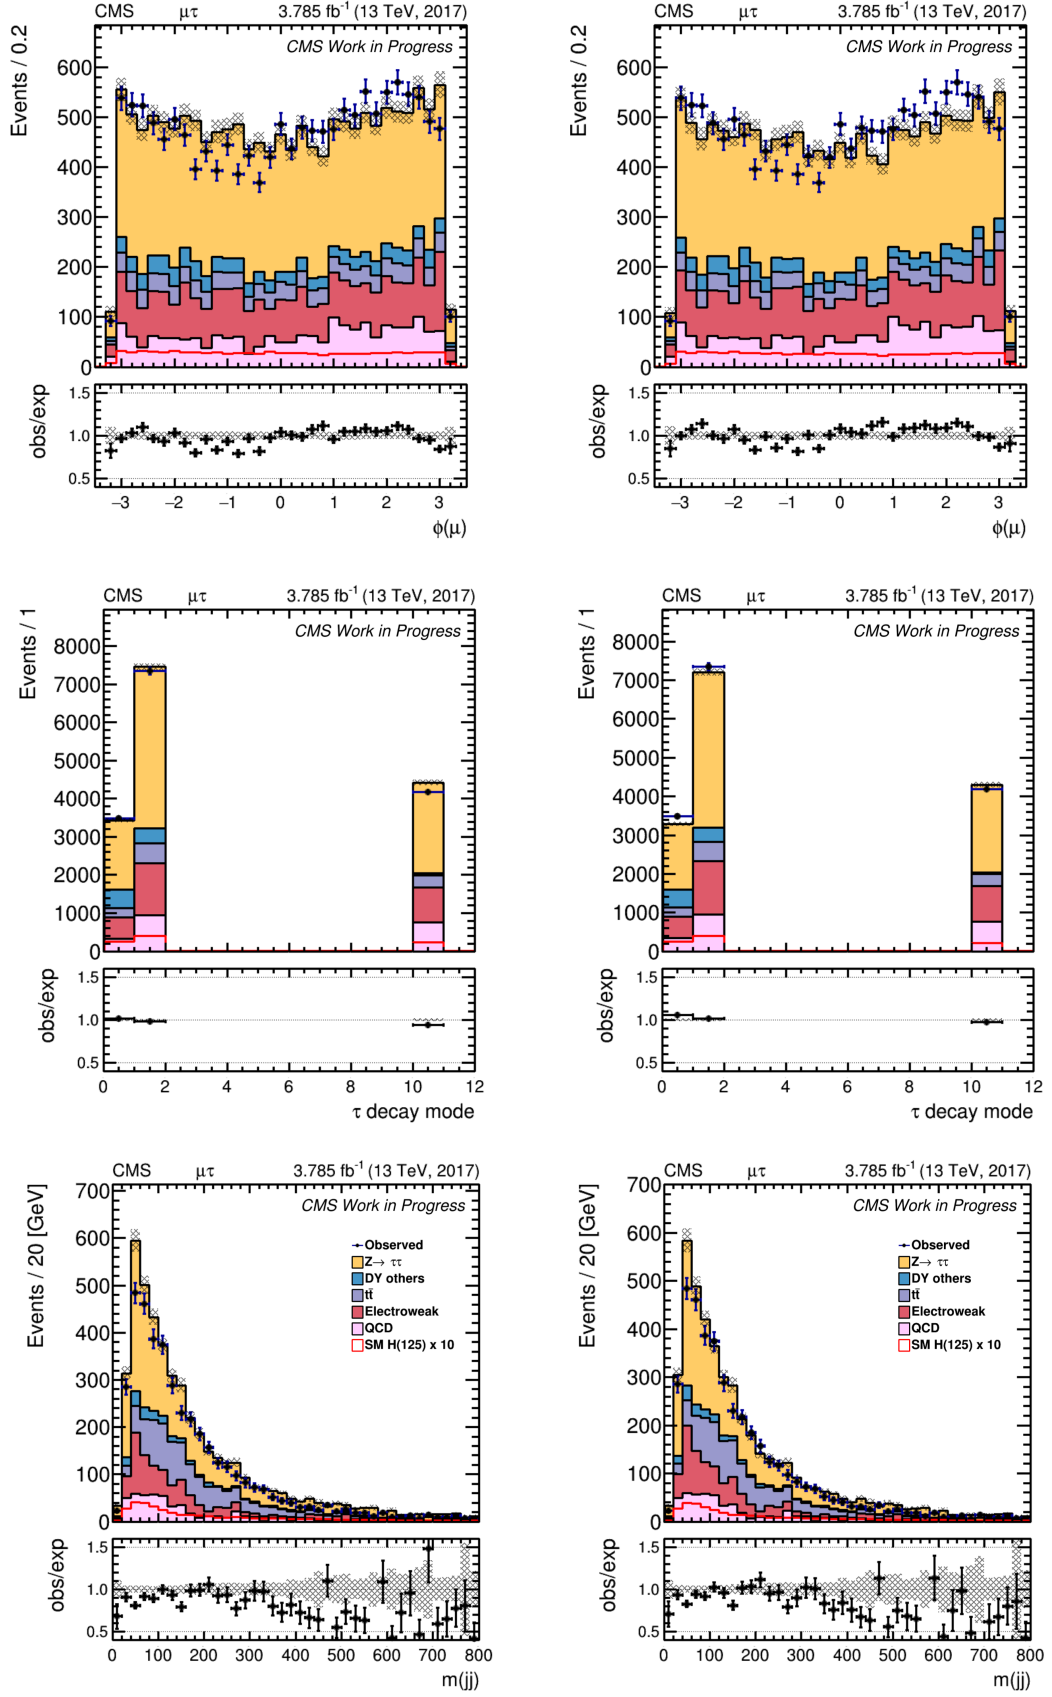 CMS μτ 3.785 fb-1 (13 TeV, 2017)
CMS Work in Progress
Events / 0.2
600
500
400
300
200
100
0
obs/exp
1.5
1.0
0.5
−3 −2 −1 0 1 2 3
ϕ(μ)
CMS μτ 3.785 fb-1 (13 TeV, 2017)
CMS Work in Progress
Events / 0.2
600
500
400
300
200
100
0
obs/exp
1.5
1.0
0.5
−3 −2 −1 0 1 2 3
ϕ(μ)
CMS μτ 3.785 fb-1 (13 TeV, 2017)
CMS Work in Progress
Events / 1
8000
7000
6000
5000
4000
3000
2000
1000
0
obs/exp
1.5
1.0
0.5
0 2 4 6 8 10 12
τ decay mode
CMS μτ 3.785 fb-1 (13 TeV, 2017)
CMS Work in Progress
Events / 1
8000
7000
6000
5000
4000
3000
2000
1000
0
obs/exp
1.5
1.0
0.5
0 2 4 6 8 10 12
τ decay mode
CMS μτ 3.785 fb-1 (13 TeV, 2017)
CMS Work in Progress
Events / 20 [GeV]
700
600
500
400
300
200
100
0
Observed
Z→ ττ
DY others
tt̄
Electroweak
QCD
SM H(125) x 10
obs/exp
1.5
1.0
0.5
0 100 200 300 400 500 600 700 800
m(jj)
CMS μτ 3.785 fb-1 (13 TeV, 2017)
CMS Work in Progress
Events / 20 [GeV]
700
600
500
400
300
200
100
0
Observed
Z→ ττ
DY others
tt̄
Electroweak
QCD
SM H(125) x 10
obs/exp
1.5
1.0
0.5
0 100 200 300 400 500 600 700 800
m(jj)